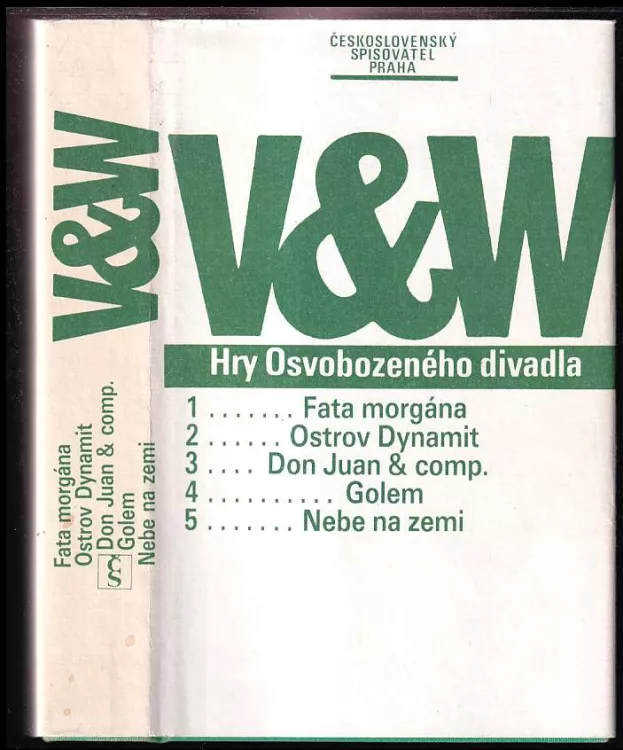 ČESKOSLOVENSKÝ
SPISOVATEL
PRAHA
V&W
Hry Osvobozeného divadla
1 ....... Fata morgána
2 ...... Ostrov Dynamit
3 .... Don Juan & comp.
4 .......... Golem
5 ....... Nebe na zemi
V&W
Fata morgána
Ostrov Dynamit
Don Juan & comp.
Golem
Nebe na zemi